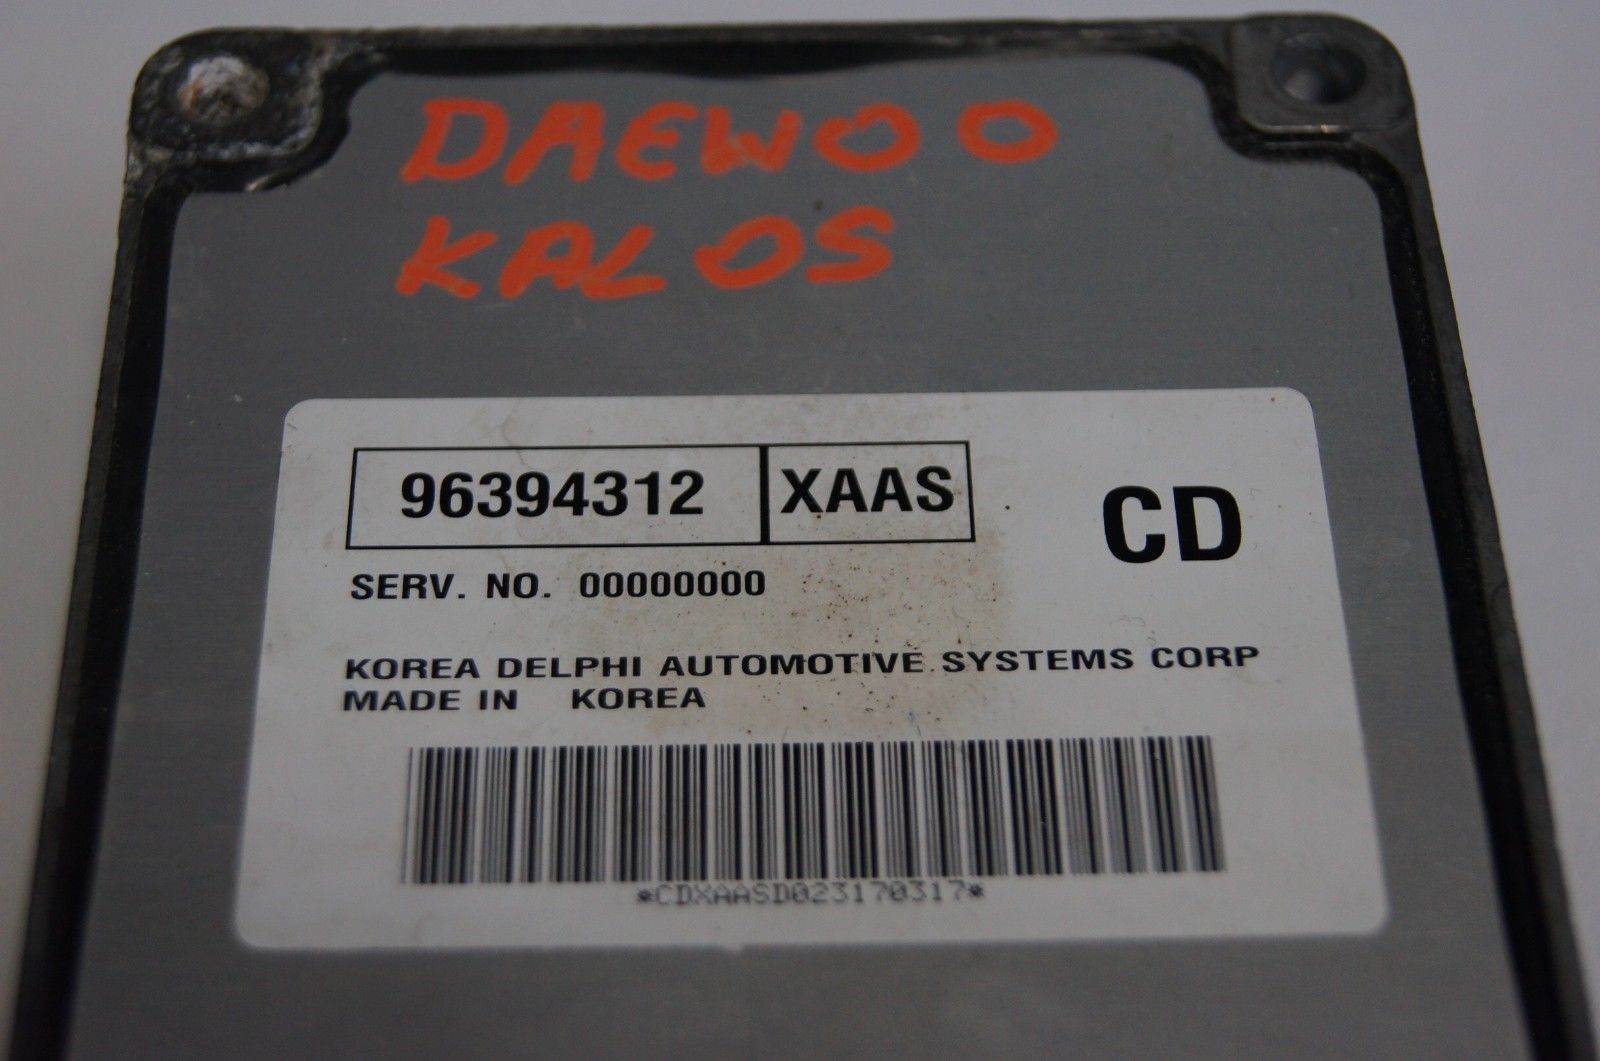 DAEWOO
KALOS
96394312 XAAS CD
SERV. NO. 00000000
KOREA DELPHI AUTOMOTIVE SYSTEMS CORP
MADE IN KOREA
*CDXAASD023170317*